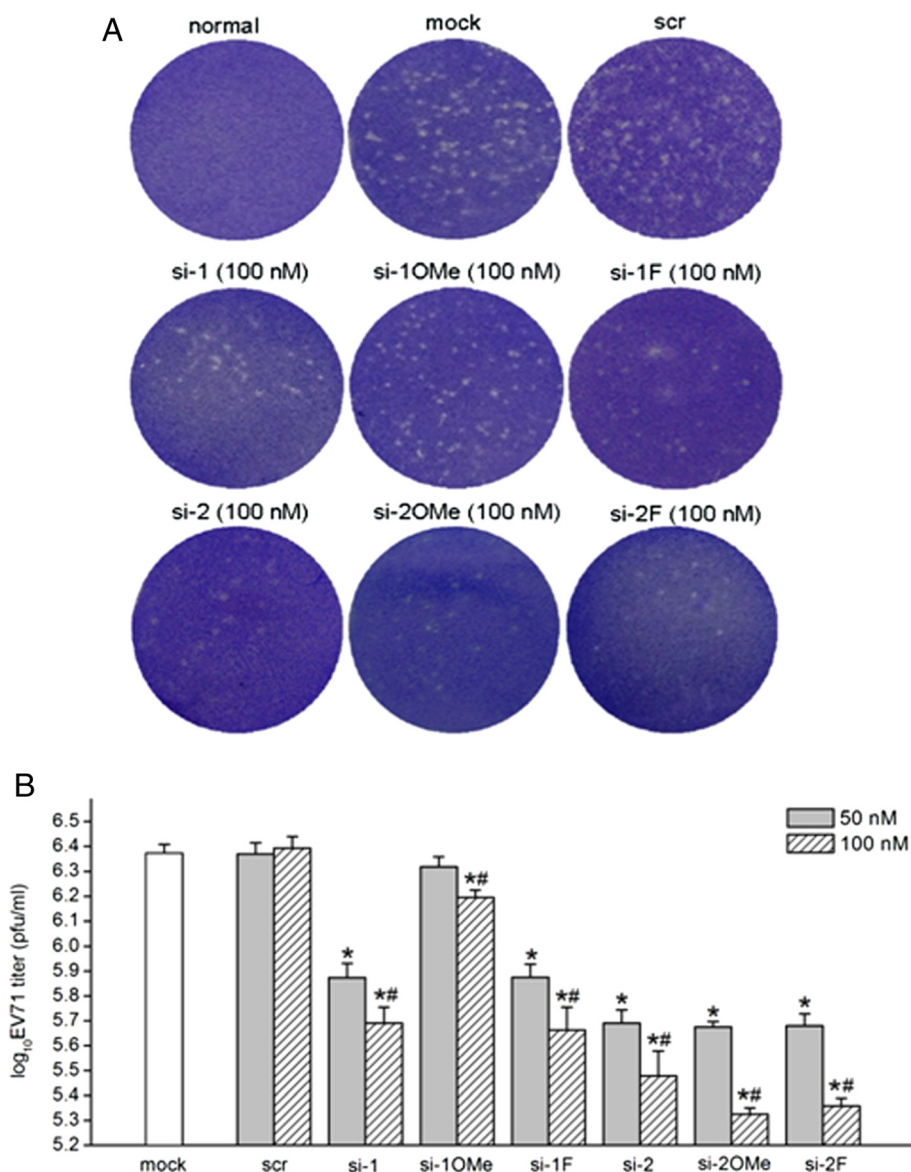 A
normal mock scr
si-1 (100 nM) si-1OMe (100 nM) si-1F (100 nM)
si-2 (100 nM) si-2OMe (100 nM) si-2F (100 nM)
B
50 nM
100 nM
log₁₀EV71 titer (pfu/ml)
6.5
6.4
6.3
6.2
6.1
6.0
5.9
5.8
5.7
5.6
5.5
5.4
5.3
5.2
* *# *# * *# * *# * *# * *#
mock scr si-1 si-1OMe si-1F si-2 si-2OMe si-2F